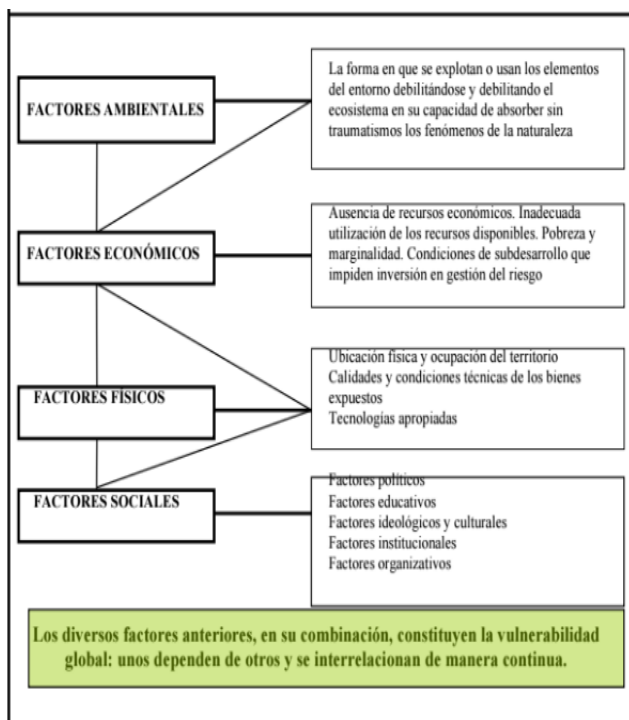 FACTORES AMBIENTALES
La forma en que se explotan o usan los elementos
del entorno debilitándose y debilitando el
ecosistema en su capacidad de absorber sin
traumatismos los fenómenos de la naturaleza
FACTORES ECONÓMICOS
Ausencia de recursos económicos. Inadecuada
utilización de los recursos disponibles. Pobreza y
marginalidad. Condiciones de subdesarrollo que
impiden inversión en gestión del riesgo
FACTORES FÍSICOS
Ubicación física y ocupación del territorio
Calidades y condiciones técnicas de los bienes
expuestos
Tecnologías apropiadas
FACTORES SOCIALES
Factores políticos
Factores educativos
Factores ideológicos y culturales
Factores institucionales
Factores organizativos
Los diversos factores anteriores, en su combinación, constituyen la vulnerabilidad
global: unos dependen de otros y se interrelacionan de manera continua.